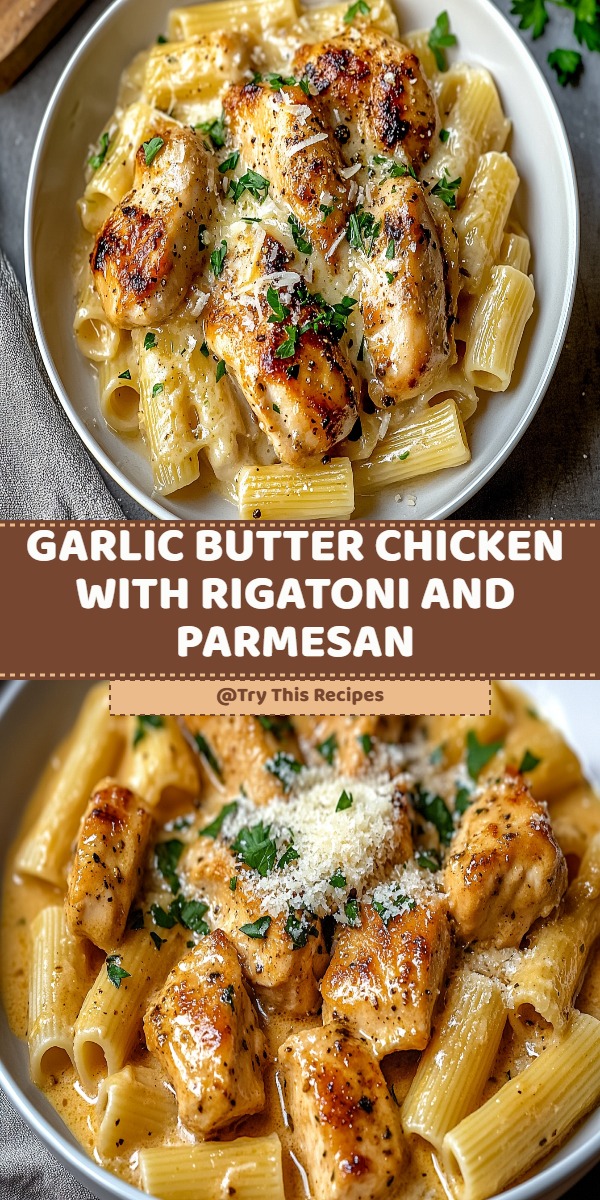 GARLIC BUTTER CHICKEN
WITH RIGATONI AND
PARMESAN
@Try This Recipes